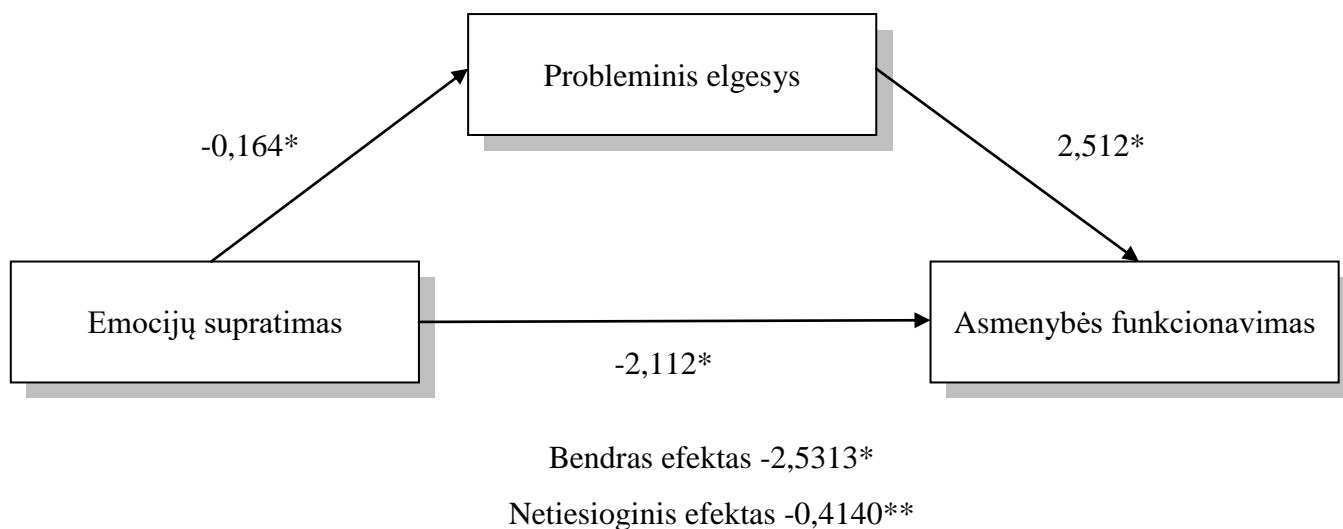 Probleminis elgesys
-0,164*
2,512*
Emocijų supratimas
Asmenybės funkcionavimas
-2,112*
Bendras efektas -2,5313*
Netiesioginis efektas -0,4140**